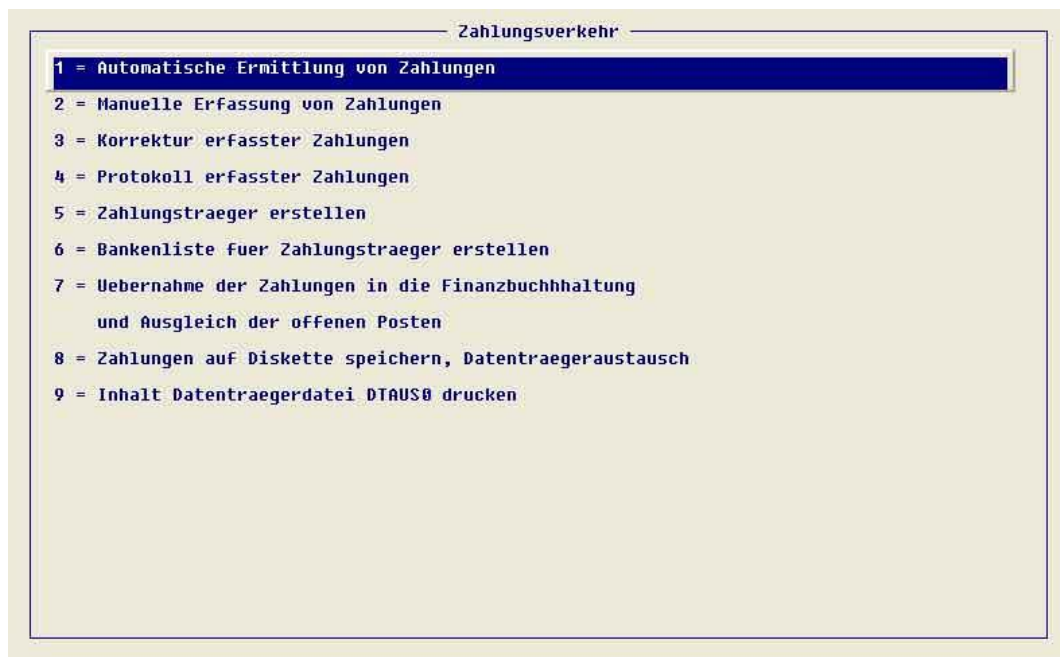 Zahlungsverkehr
1 = Automatische Ermittlung von Zahlungen
2 = Manuelle Erfassung von Zahlungen
3 = Korrektur erfasster Zahlungen
4 = Protokoll erfasster Zahlungen
5 = Zahlungstraeger erstellen
6 = Bankenliste fuer Zahlungstraeger erstellen
7 = Uebernahme der Zahlungen in die Finanzbuchhhaltung
und Ausgleich der offenen Posten
8 = Zahlungen auf Diskette speichern, Datentraegeraustausch
9 = Inhalt Datentraegerdatei DTAUS0 drucken